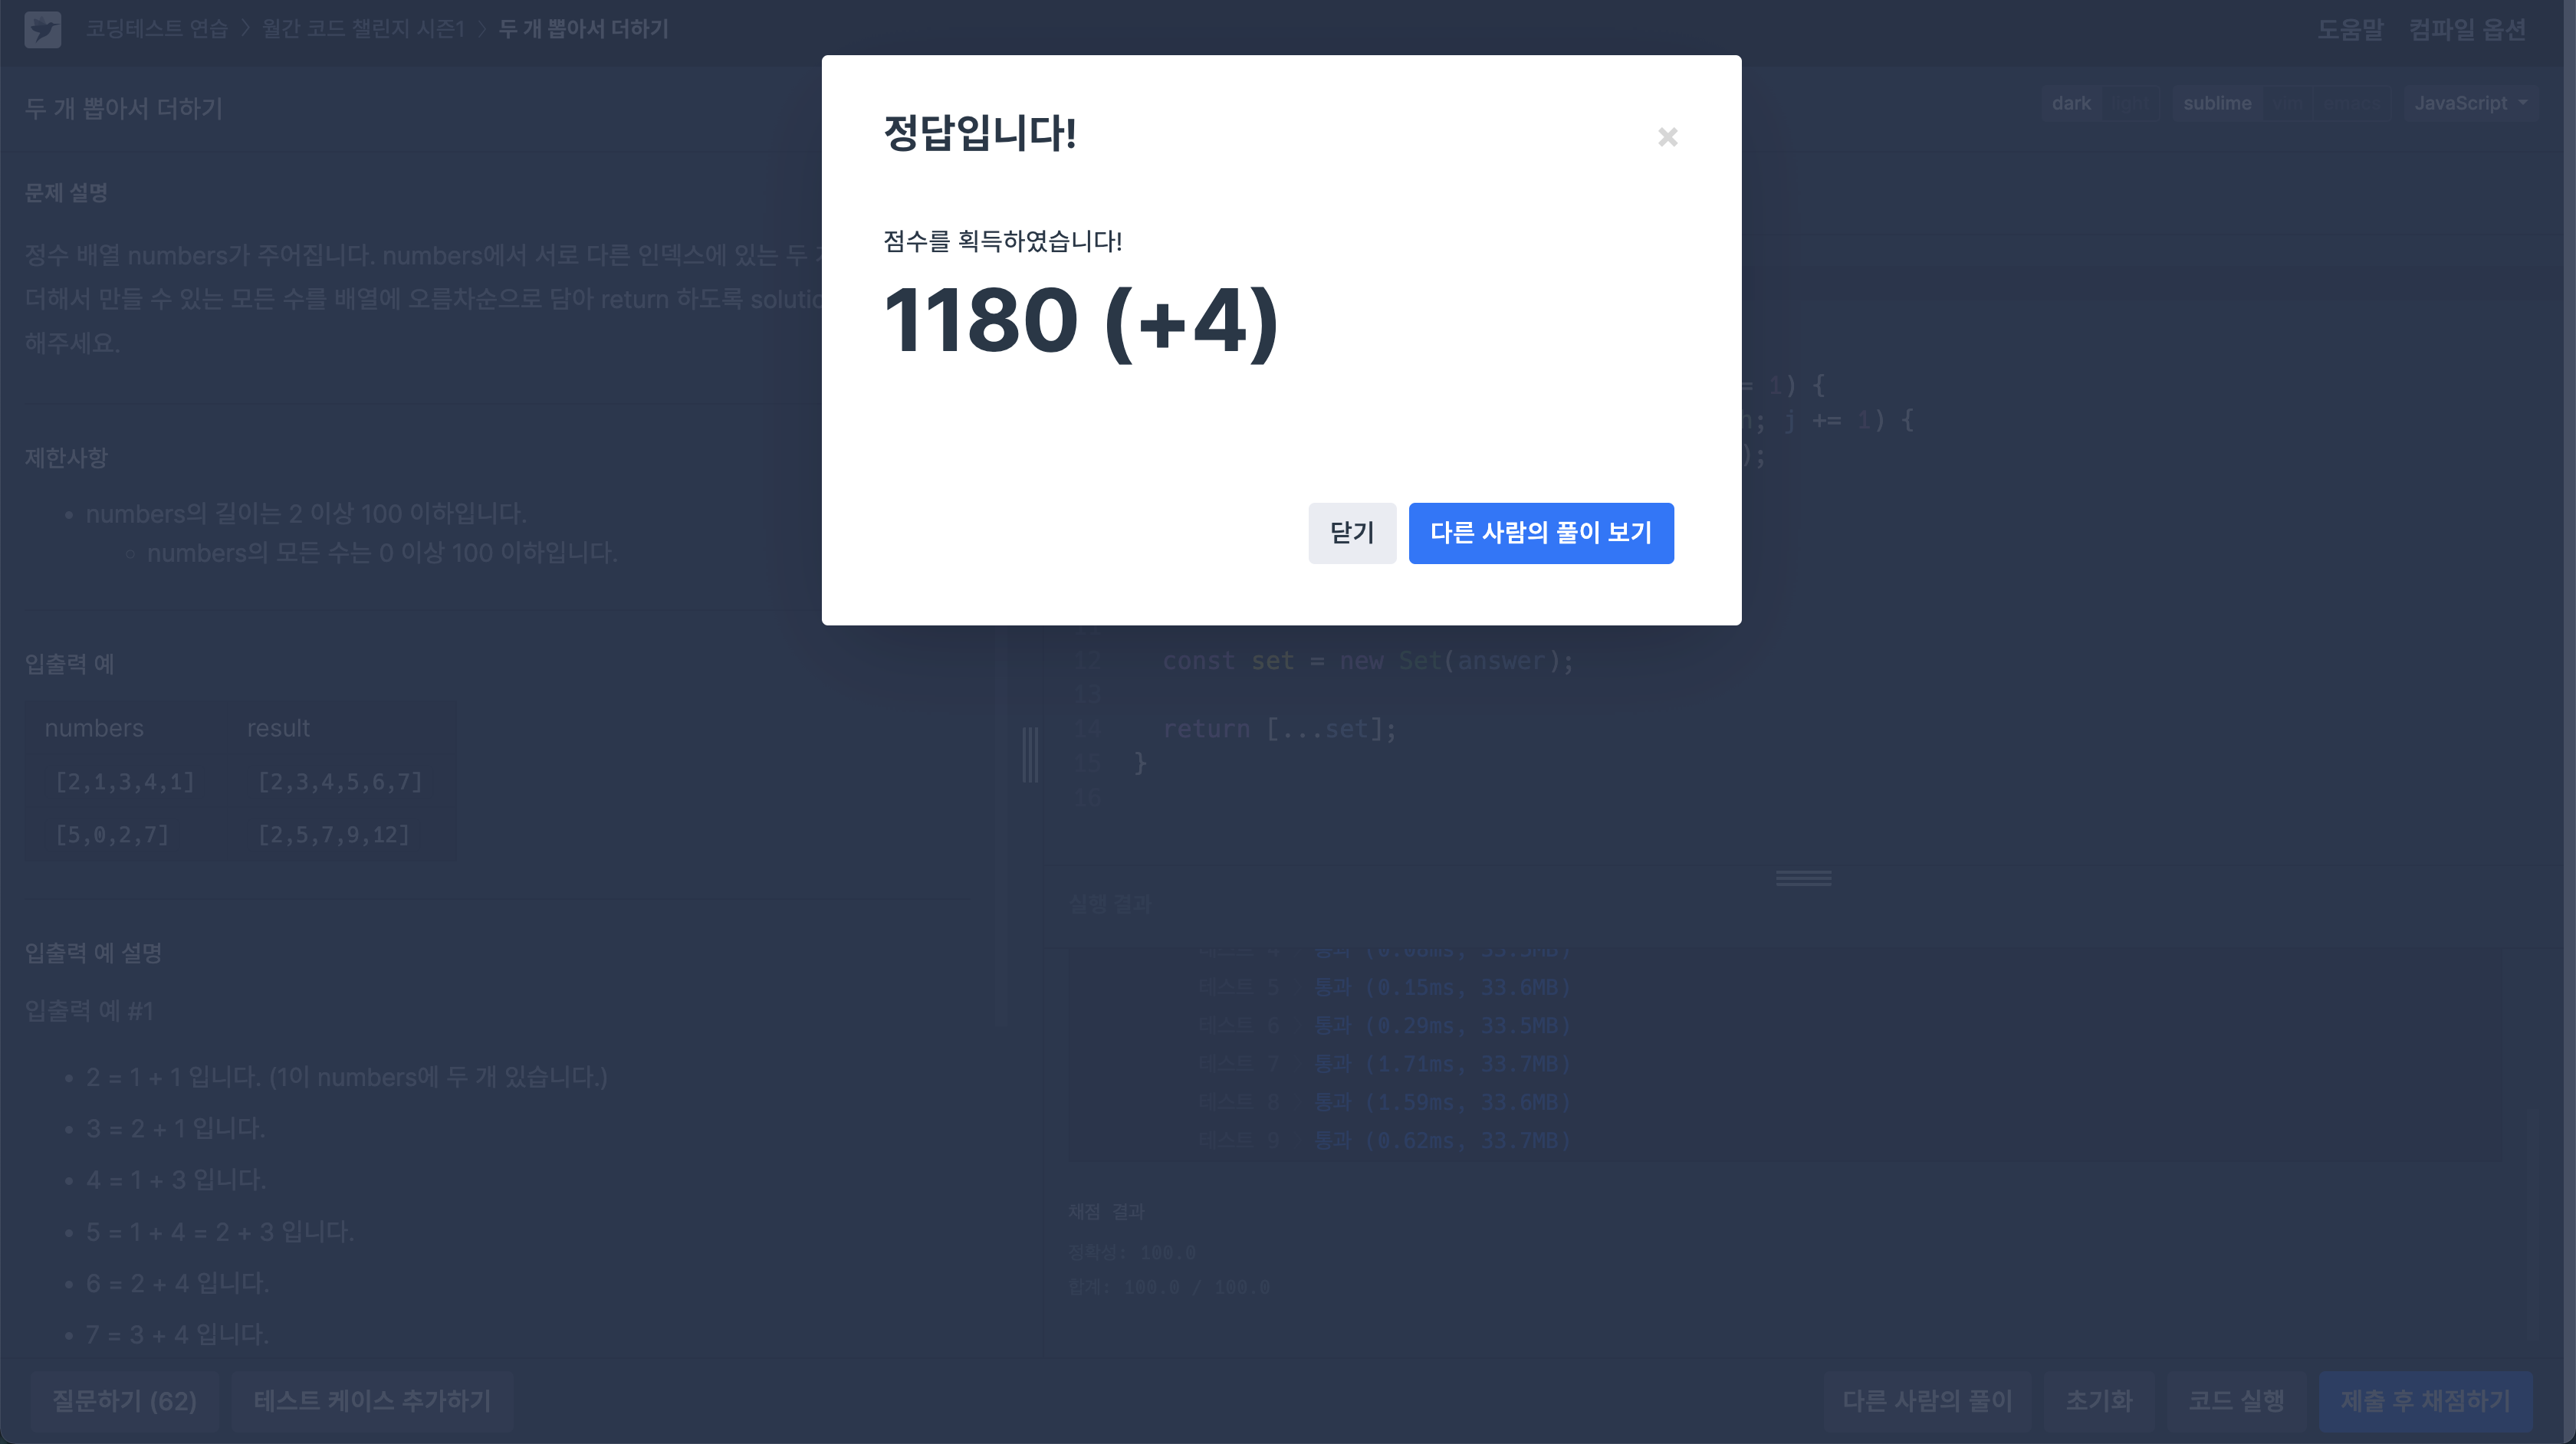 코딩테스트 연습 > 월간 코드 챌린지 시즌1 > 두 개 뽑아서 더하기
도움말 컴파일 옵션
두 개 뽑아서 더하기
dark light sublime vim emacs JavaScript
문제 설명
정수 배열 numbers가 주어집니다. numbers에서 서로 다른 인덱스에 있는 두
더해서 만들 수 있는 모든 수를 배열에 오름차순으로 담아 return 하도록
해주세요.
제한사항
numbers의 길이는 2 이상 100 이하입니다.
numbers의 모든 수는 0 이상 100 이하입니다.
입출력 예
numbers result
[2,1,3,4,1] [2,3,4,5,6,7]
[5,0,2,7] [2,5,7,9,12]
입출력 예 설명
입출력 예 #1
2 = 1 + 1 입니다. (1이 numbers에 두 개 있습니다.)
3 = 2 + 1 입니다.
4 = 1 + 3 입니다.
5 = 1 + 4 = 2 + 3 입니다.
6 = 2 + 4 입니다.
7 = 3 + 4 입니다.
정답입니다!
×
점수를 획득하였습니다!
1180 (+4)
닫기 다른 사람의 풀이 보기
= 1) {
; j += 1) {
);
12 const set = new Set(answer);
13
14 return [...set];
15 }
16
실행 결과
테스트 5 통과 (0.15ms, 33.6MB)
테스트 6 통과 (0.29ms, 33.5MB)
테스트 7 통과 (1.71ms, 33.7MB)
테스트 8 통과 (1.59ms, 33.6MB)
테스트 9 통과 (0.62ms, 33.7MB)
채점 결과
정확성: 100.0
합계: 100.0 / 100.0
질문하기 (62) 테스트 케이스 추가하기
다른 사람의 풀이 초기화 코드 실행 제출 후 채점하기